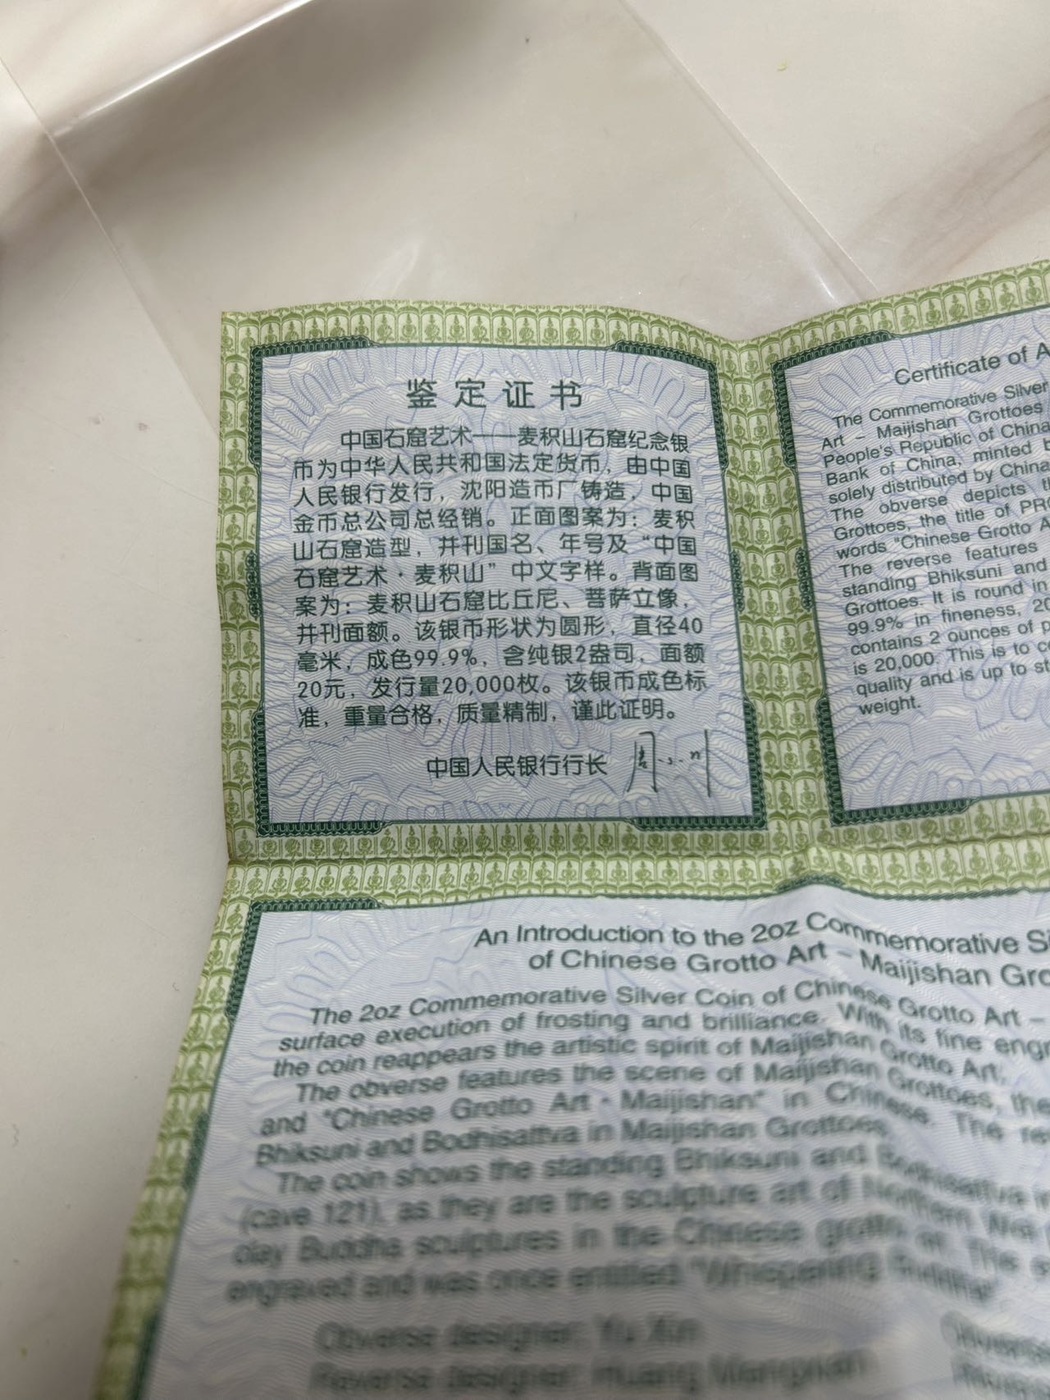 鉴定证书
中国石窟艺术——麦积山石窟纪念银
币为中华人民共和国法定货币，由中国
人民银行发行，沈阳造币厂铸造，中国
金币总公司总经销。正面图案为：麦积
山石窟造型，并刊国名、年号及“中国
石窟艺术·麦积山”中文字样。背面图
案为：麦积山石窟比丘尼、菩萨立像，
并刊面额。该银币形状为圆形，直径40
毫米，成色99.9%，含纯银2盎司，面额
20元，发行量20,000枚。该银币成色标
准，重量合格，质量精制，谨此证明。
中国人民银行行长
Certificate of A
The Commemorative Silver
Art – Maijishan Grottoes
People's Republic of China
Bank of China, minted b
solely distributed by China
The obverse depicts th
Grottoes, the title of PRC
words "Chinese Grotto A
The reverse features
standing Bhiksuni and
Grottoes. It is round in
99.9% in fineness, 20
contains 2 ounces of p
is 20,000. This is to ce
quality and is up to st
weight.
An Introduction to the 2oz Commemorative Si
of Chinese Grotto Art – Maijishan Gro
The 2oz Commemorative Silver Coin of Chinese Grotto Art –
surface execution of frosting and brilliance. With its fine engr
the coin reappears the artistic spirit of Maijishan Grotto Art.
The obverse features the scene of Maijishan Grottoes, the
and "Chinese Grotto Art · Maijishan" in Chinese. The re
Bhiksuni and Bodhisattva in Maijishan Grottoes.
The coin shows the standing Bhiksuni and Bodhisattva in
(cave 121), as they are the sculpture art of Northern Wei
clay Buddha sculptures in the Chinese grotto art. This
engraved and was once entitled "Whispering Buddha"
Obverse designer: Yu Xin
Reverse designer: Huang Mengyuan